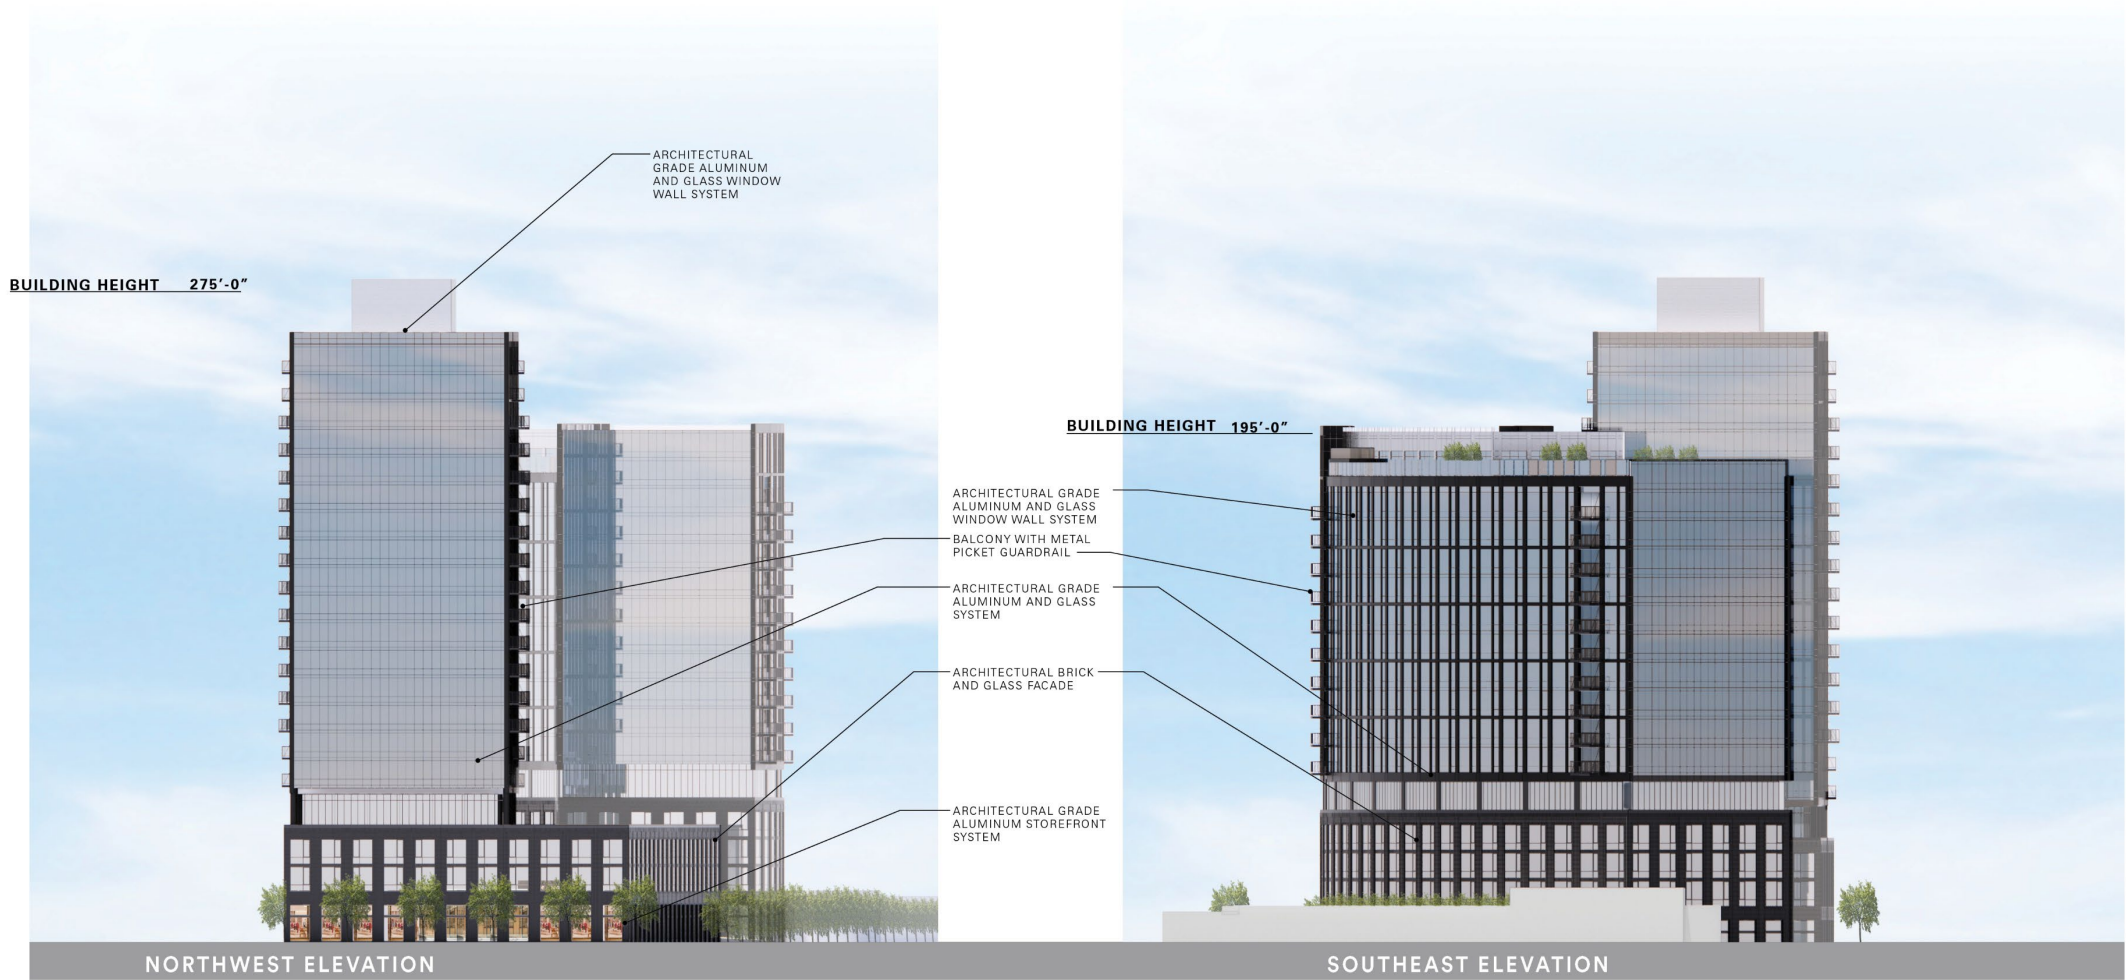 ARCHITECTURAL
GRADE ALUMINUM
AND GLASS WINDOW
WALL SYSTEM
BUILDING HEIGHT 275'-0"
BUILDING HEIGHT 195'-0"
ARCHITECTURAL GRADE
ALUMINUM AND GLASS
WINDOW WALL SYSTEM
BALCONY WITH METAL
PICKET GUARDRAIL
ARCHITECTURAL GRADE
ALUMINUM AND GLASS
SYSTEM
ARCHITECTURAL BRICK
AND GLASS FACADE
ARCHITECTURAL GRADE
ALUMINUM STOREFRONT
SYSTEM
NORTHWEST ELEVATION
SOUTHEAST ELEVATION